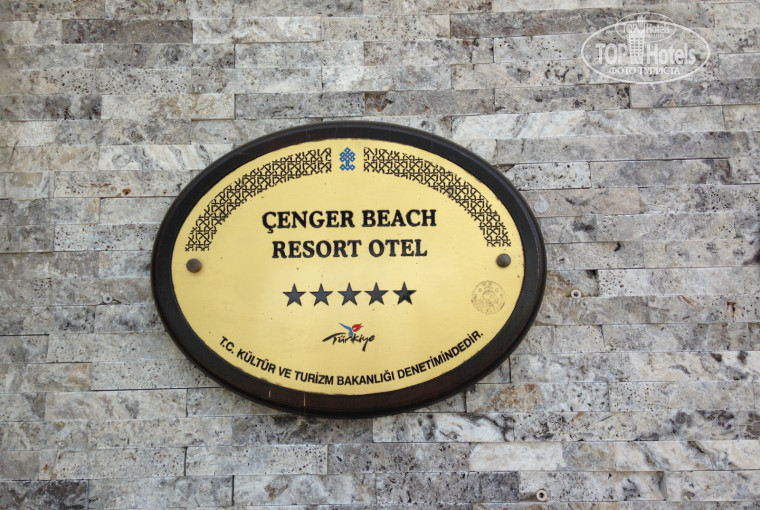 TOP Hotels
ФОТО ТУРИСТА
ÇENGER BEACH
RESORT OTEL
Türkiye
T.C. KÜLTÜR VE TURİZM BAKANLIĞI DENETİMİNDEDİR.